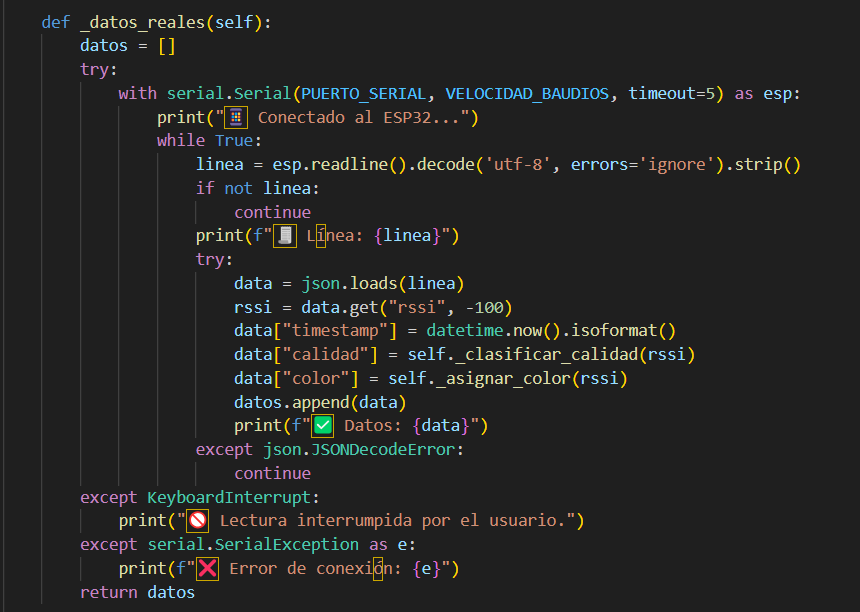 def _datos_reales(self):
    datos = []
    try:
        with serial.Serial(PUERTO_SERIAL, VELOCIDAD_BAUDIOS, timeout=5) as esp:
            print("📱 Conectado al ESP32...")
            while True:
                linea = esp.readline().decode('utf-8', errors='ignore').strip()
                if not linea:
                    continue
                print(f"🧾 Línea: {linea}")
                try:
                    data = json.loads(linea)
                    rssi = data.get("rssi", -100)
                    data["timestamp"] = datetime.now().isoformat()
                    data["calidad"] = self._clasificar_calidad(rssi)
                    data["color"] = self._asignar_color(rssi)
                    datos.append(data)
                    print(f"✅ Datos: {data}")
                except json.JSONDecodeError:
                    continue
    except KeyboardInterrupt:
        print("🚫 Lectura interrumpida por el usuario.")
    except serial.SerialException as e:
        print(f"❌ Error de conexión: {e}")
    return datos